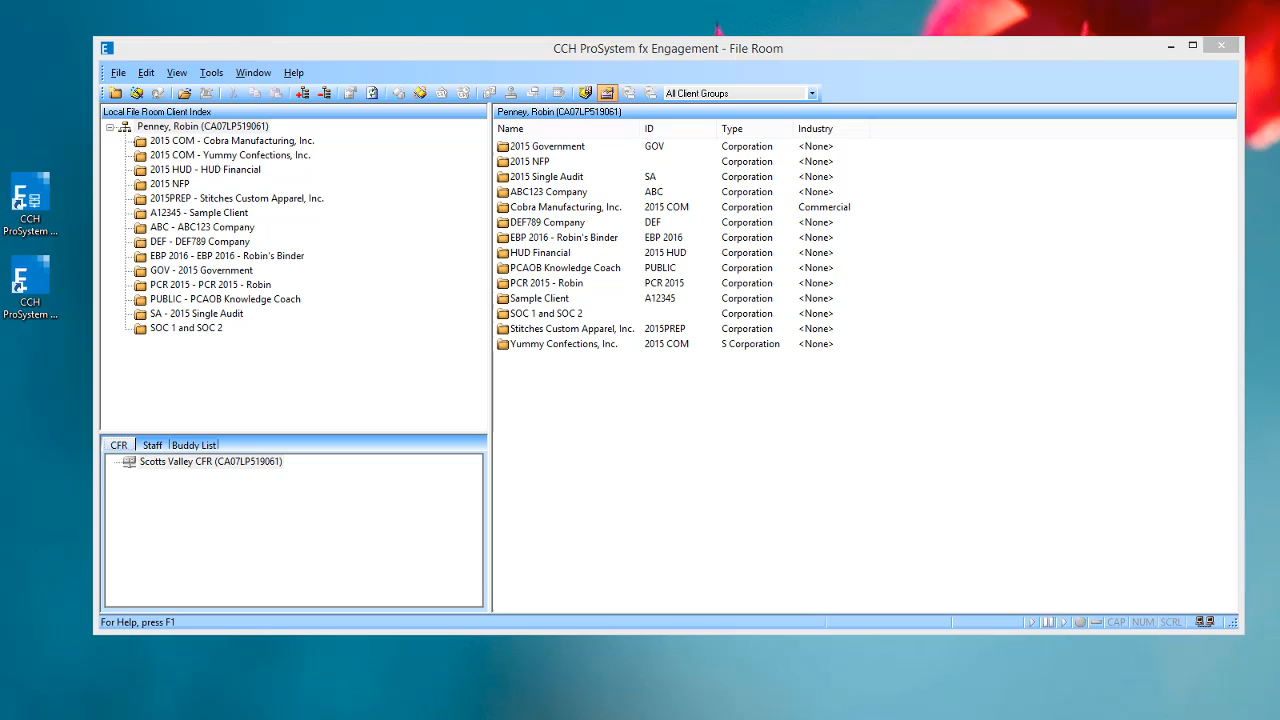 CCH ProSystem fx Engagement - File Room
File Edit View Tools Window Help
All Client Groups
Local File Room Client Index
Penney, Robin (CA07LP519061)
2015 COM - Cobra Manufacturing, Inc.
2015 COM - Yummy Confections, Inc.
2015 HUD - HUD Financial
2015 NFP
2015PREP - Stitches Custom Apparel, Inc.
A12345 - Sample Client
ABC - ABC123 Company
DEF - DEF789 Company
EBP 2016 - Robin's Binder
GOV - 2015 Government
PCR 2015 - PCR 2015 - Robin
PUBLIC - PCAOB Knowledge Coach
SA - 2015 Single Audit
SOC 1 and SOC 2
CFR Staff Buddy List
Scotts Valley CFR (CA07LP519061)
Penney, Robin (CA07LP519061)
Name ID Type Industry
2015 Government GOV Corporation <None>
2015 NFP Corporation <None>
2015 Single Audit SA Corporation <None>
ABC123 Company ABC Corporation <None>
Cobra Manufacturing, Inc. 2015 COM Corporation Commercial
DEF789 Company DEF Corporation <None>
EBP 2016 - Robin's Binder EBP 2016 Corporation <None>
HUD Financial 2015 HUD Corporation <None>
PCAOB Knowledge Coach PUBLIC Corporation <None>
PCR 2015 - Robin PCR 2015 Corporation <None>
Sample Client A12345 Corporation <None>
SOC 1 and SOC 2 Corporation <None>
Stitches Custom Apparel, Inc. 2015PREP Corporation <None>
Yummy Confections, Inc. 2015 COM S Corporation <None>
For Help, press F1
CAP NUM SCRL
CCH
ProSystem ...
CCH
ProSystem ...